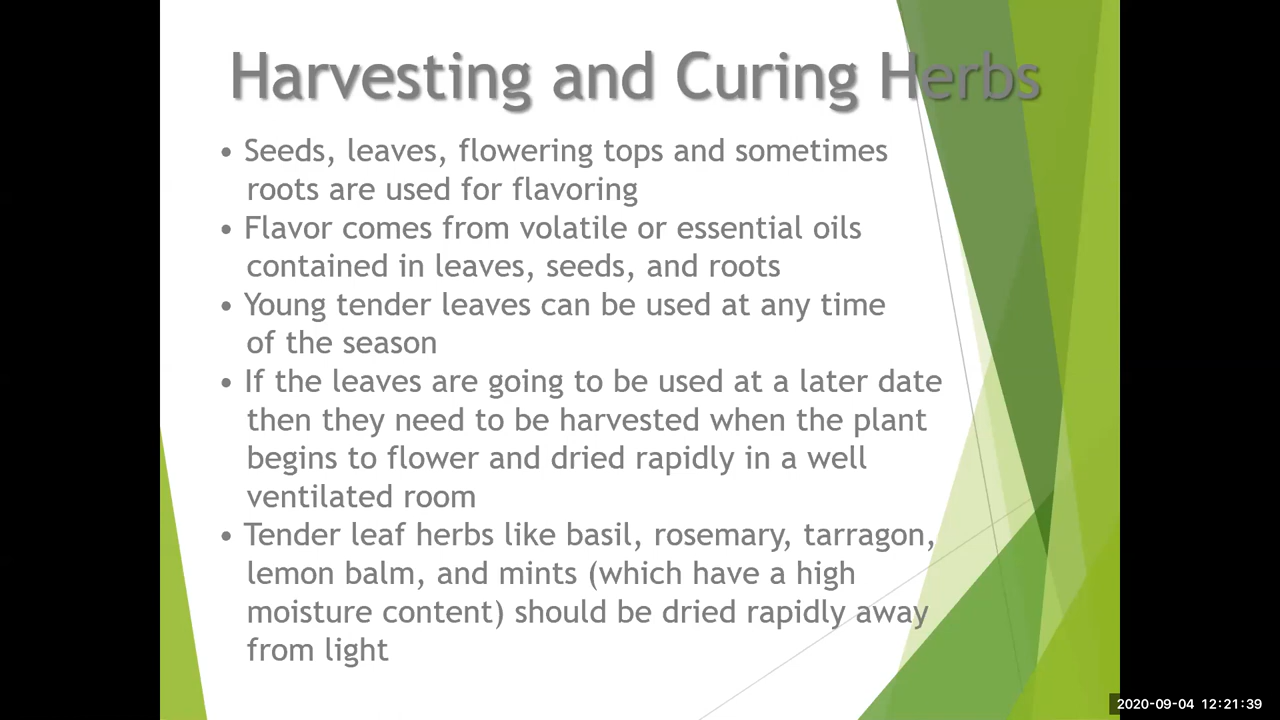 Harvesting and Curing Herbs
• Seeds, leaves, flowering tops and sometimes
roots are used for flavoring
• Flavor comes from volatile or essential oils
contained in leaves, seeds, and roots
• Young tender leaves can be used at any time
of the season
• If the leaves are going to be used at a later date
then they need to be harvested when the plant
begins to flower and dried rapidly in a well
ventilated room
• Tender leaf herbs like basil, rosemary, tarragon,
lemon balm, and mints (which have a high
moisture content) should be dried rapidly away
from light
2020-09-04 12:21:39